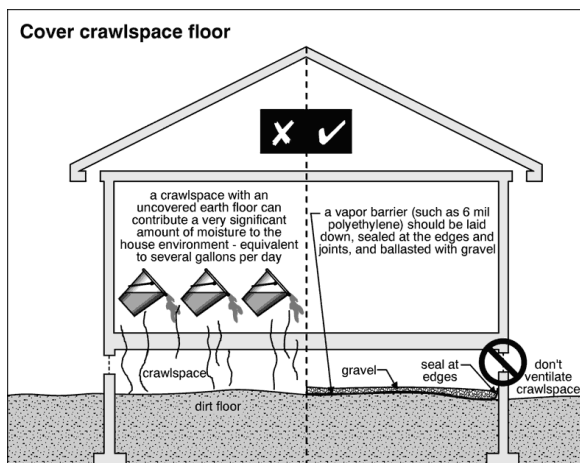 Cover crawlspace floor
✗ ✓
a crawlspace with an
uncovered earth floor can
contribute a very significant
amount of moisture to the
house environment - equivalent
to several gallons per day
a vapor barrier (such as 6 mil
polyethylene) should be laid
down, sealed at the edges and
joints, and ballasted with gravel
crawlspace
gravel
seal at
edges
don't
ventilate
crawlspace
dirt floor